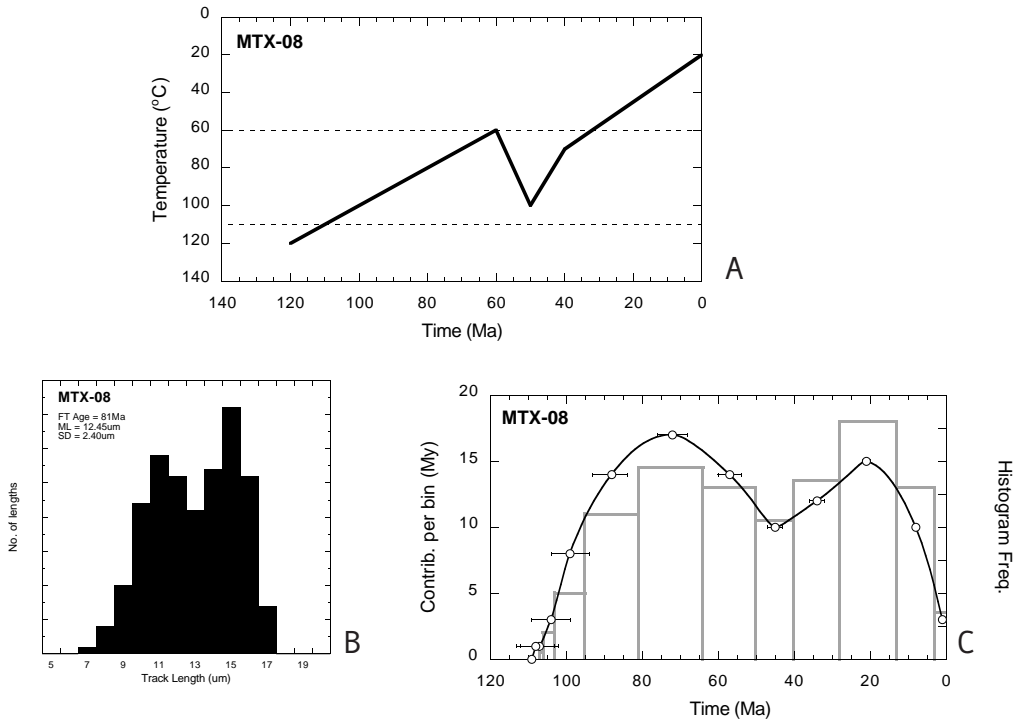 0
20
40
60
80
100
120
140
Temperature (°C)
MTX-08
140 120 100 80 60 40 20 0
Time (Ma)
A
MTX-08
FT Age = 81Ma
ML = 12.45um
SD = 2.40um
No. of lengths
5 7 9 11 13 15 17 19
Track Length (um)
B
20
15
10
5
0
Contrib. per bin (My)
MTX-08
120 100 80 60 40 20 0
Time (Ma)
Histogram Freq.
C